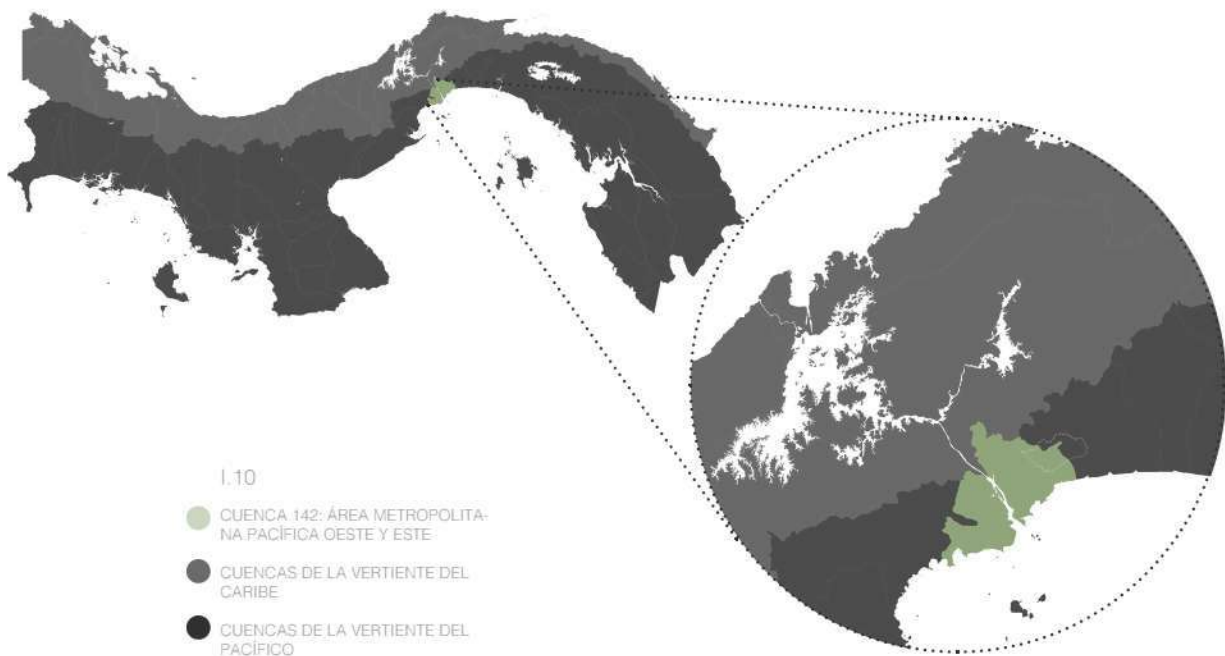 I.10
CUENCA 142: ÁREA METROPOLITA-
NA PACÍFICA OESTE Y ESTE
CUENCAS DE LA VERTIENTE DEL
CARIBE
CUENCAS DE LA VERTIENTE DEL
PACÍFICO